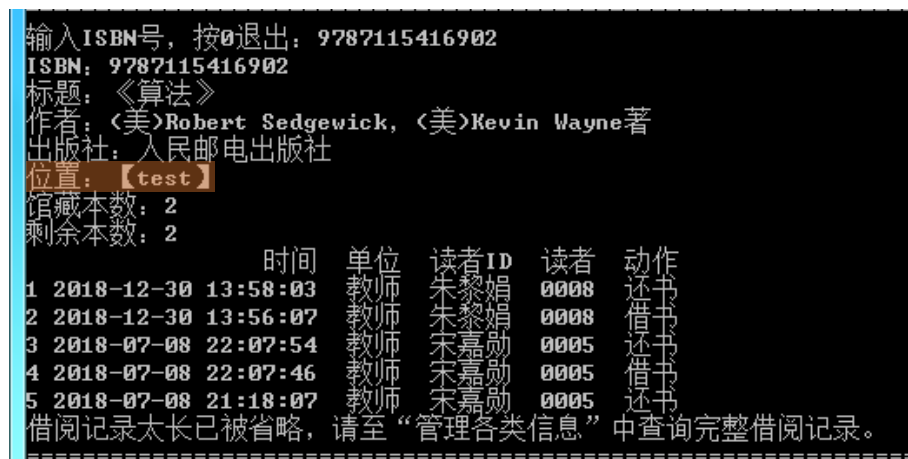 输入ISBN号，按0退出：9787115416902
ISBN：9787115416902
标题：《算法》
作者：(美)Robert Sedgewick, (美)Kevin Wayne著
出版社：人民邮电出版社
位置：【test】
馆藏本数：2
剩余本数：2
时间 单位 读者ID 读者 动作
1 2018-12-30 13:58:03 教师 朱黎娟 0008 还书
2 2018-12-30 13:56:07 教师 朱黎娟 0008 借书
3 2018-07-08 22:07:54 教师 宋嘉勋 0005 还书
4 2018-07-08 22:07:46 教师 宋嘉勋 0005 借书
5 2018-07-08 21:18:07 教师 宋嘉勋 0005 还书
借阅记录太长已被省略，请至“管理各类信息”中查询完整借阅记录。